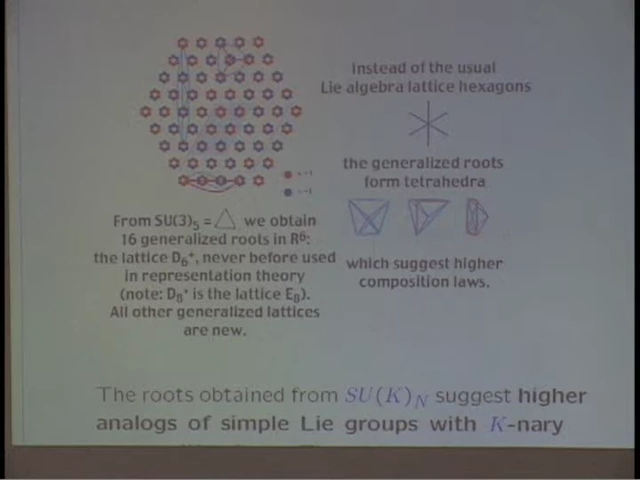 Instead of the usual
Lie algebra lattice hexagons
the generalized roots
form tetrahedra
which suggest higher
composition laws.
From SU(3)₅ = △ we obtain
16 generalized roots in R⁶:
the lattice D₆⁺, never before used
in representation theory
(note: D₈⁺ is the lattice E₈).
All other generalized lattices
are new.
The roots obtained from SU(K)_N suggest higher
analogs of simple Lie groups with K-nary